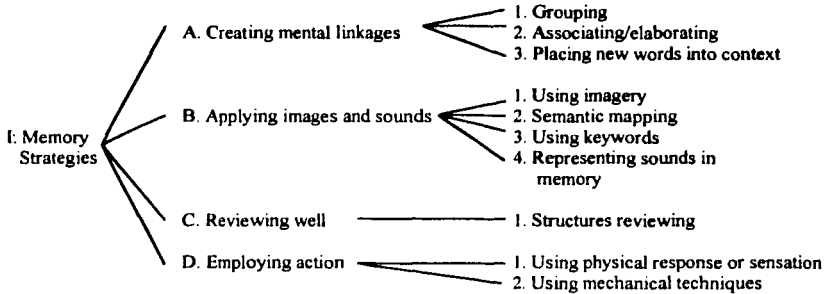 I: Memory
Strategies
A. Creating mental linkages
1. Grouping
2. Associating/elaborating
3. Placing new words into context
B. Applying images and sounds
1. Using imagery
2. Semantic mapping
3. Using keywords
4. Representing sounds in
memory
C. Reviewing well
1. Structures reviewing
D. Employing action
1. Using physical response or sensation
2. Using mechanical techniques